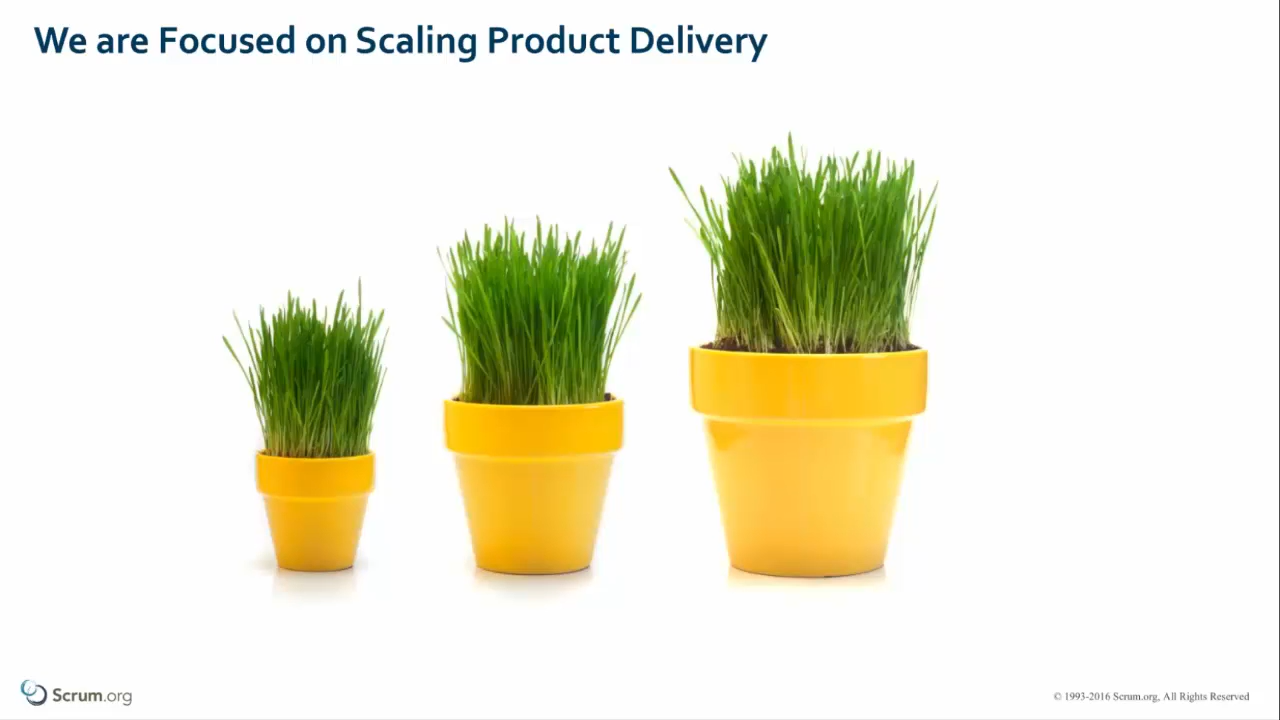 We are Focused on Scaling Product Delivery
Scrum.org
© 1993-2016 Scrum.org, All Rights Reserved